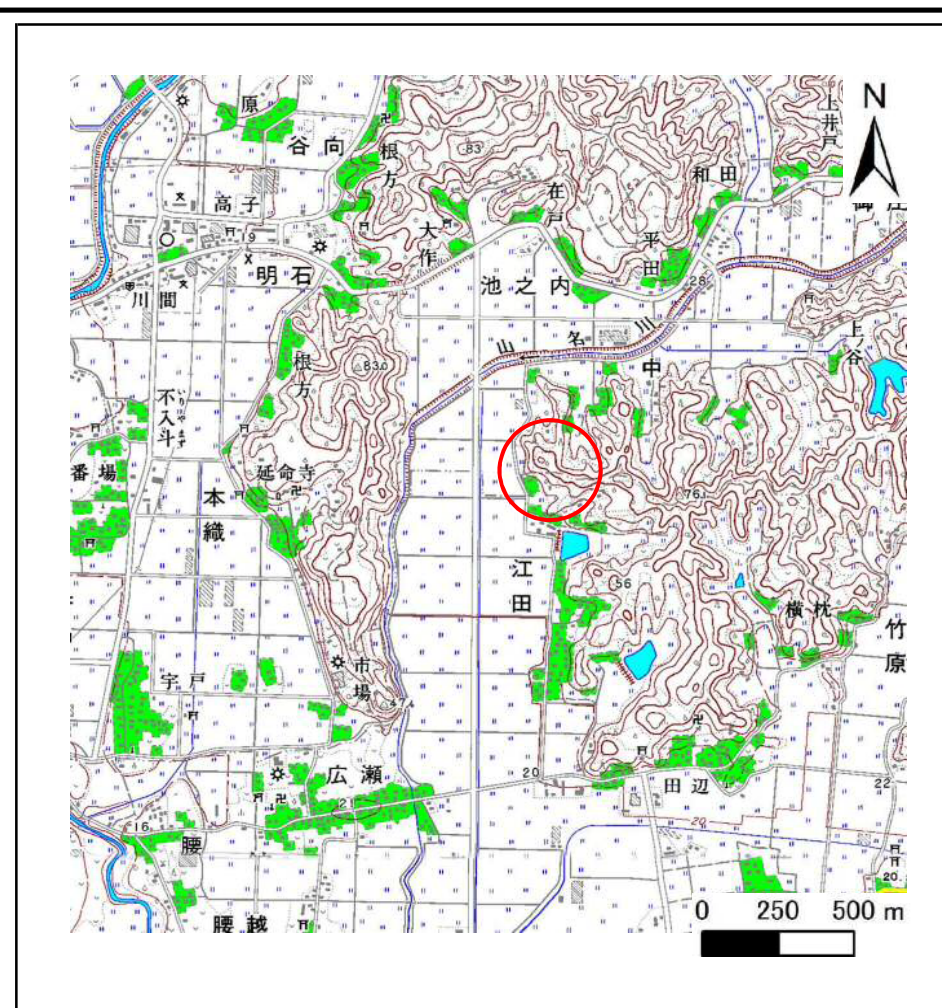 N
原
谷向
根方
83
在戸
和田
上井戸
高子
20
大作
平田
19
明石
池之内
28
川間
山名川
中
上ノ谷
根方
83.0
不入斗
いりやまず
番場
延命寺
本織
76
江田
56
横枕
竹原
宇戸
市場
47.4
広瀬
21
20
田辺
22
16
腰
20
20.
腰越
0 250 500 m